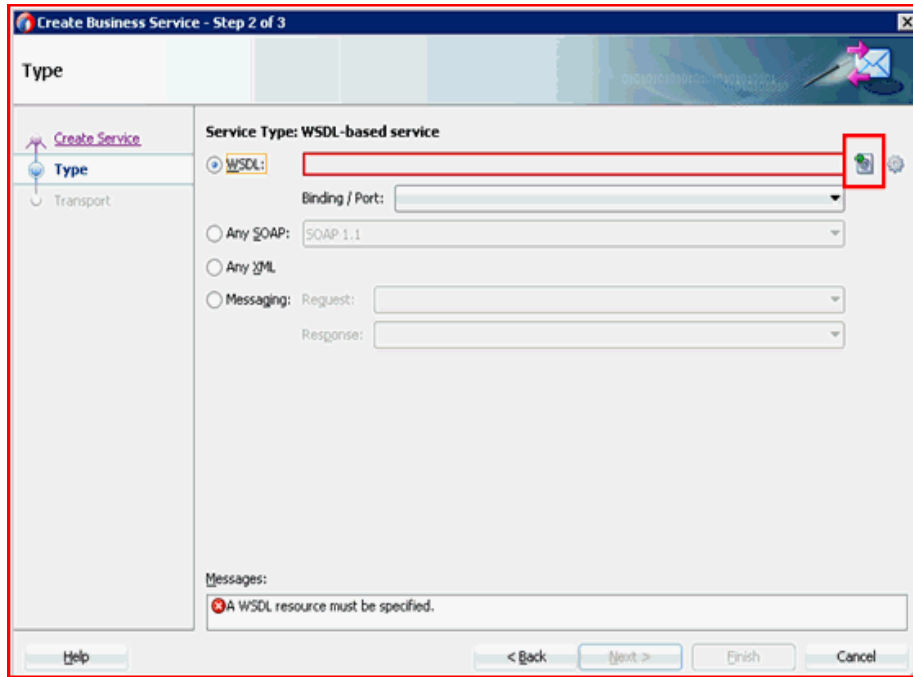 Create Business Service - Step 2 of 3
Type
Create Service
Type
Transport
Service Type: WSDL-based service
WSDL:
Binding / Port:
Any SOAP: SOAP 1.1
Any XML
Messaging: Request:
Response:
Messages:
A WSDL resource must be specified.
Help < Back Next > Finish Cancel